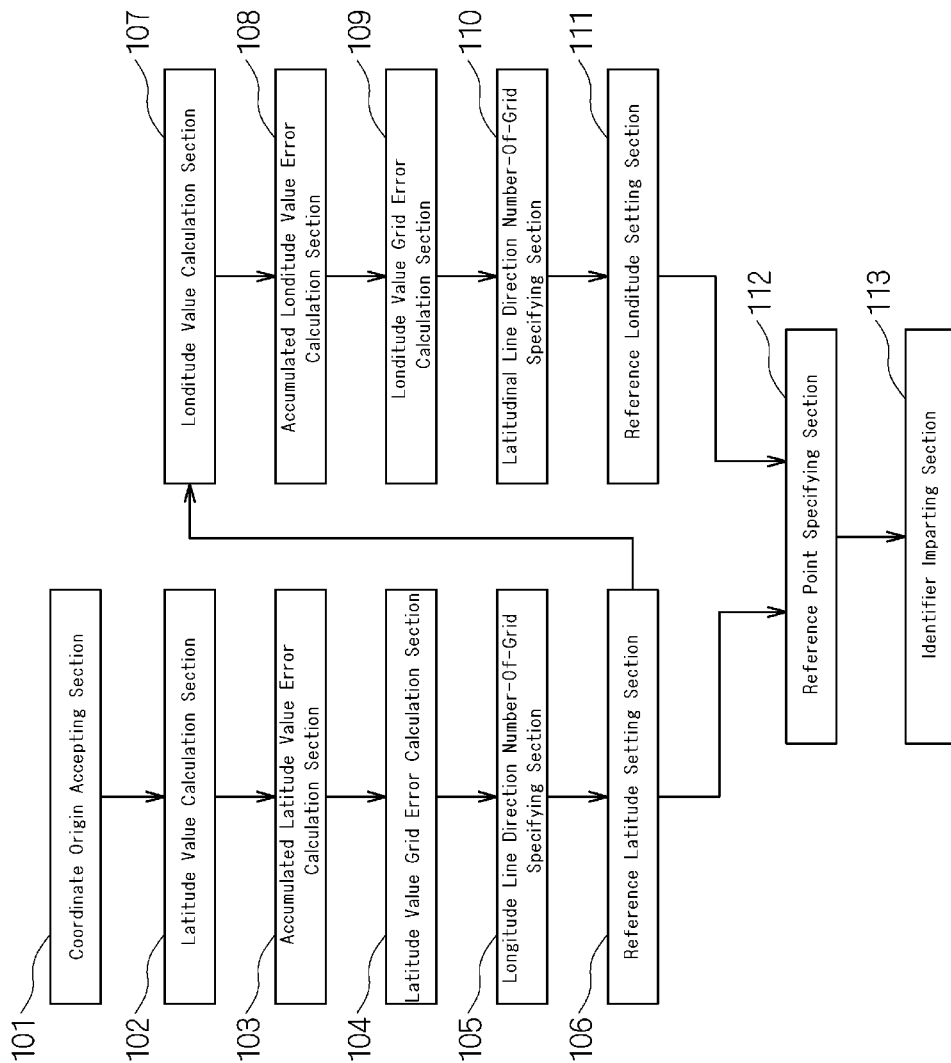 101
Coordinate Origin Accepting Section
102
Latitude Value Calculation Section
103
Accumulated Latitude Value Error
Calculation Section
104
Latitude Value Grid Error Calculation Section
105
Longitude Line Direction Number-Of-Grid
Specifying Section
106
Reference Latitude Setting Section
107
Londitude Value Calculation Section
108
Accumulated Londitude Value Error
Calculation Section
109
Londitude Value Grid Error
Calculation Section
110
Latitudinal Line Direction Number-Of-Grid
Specifying Section
111
Reference Londitude Setting Section
112
Reference Point Specifying Section
113
Identifier Imparting Section